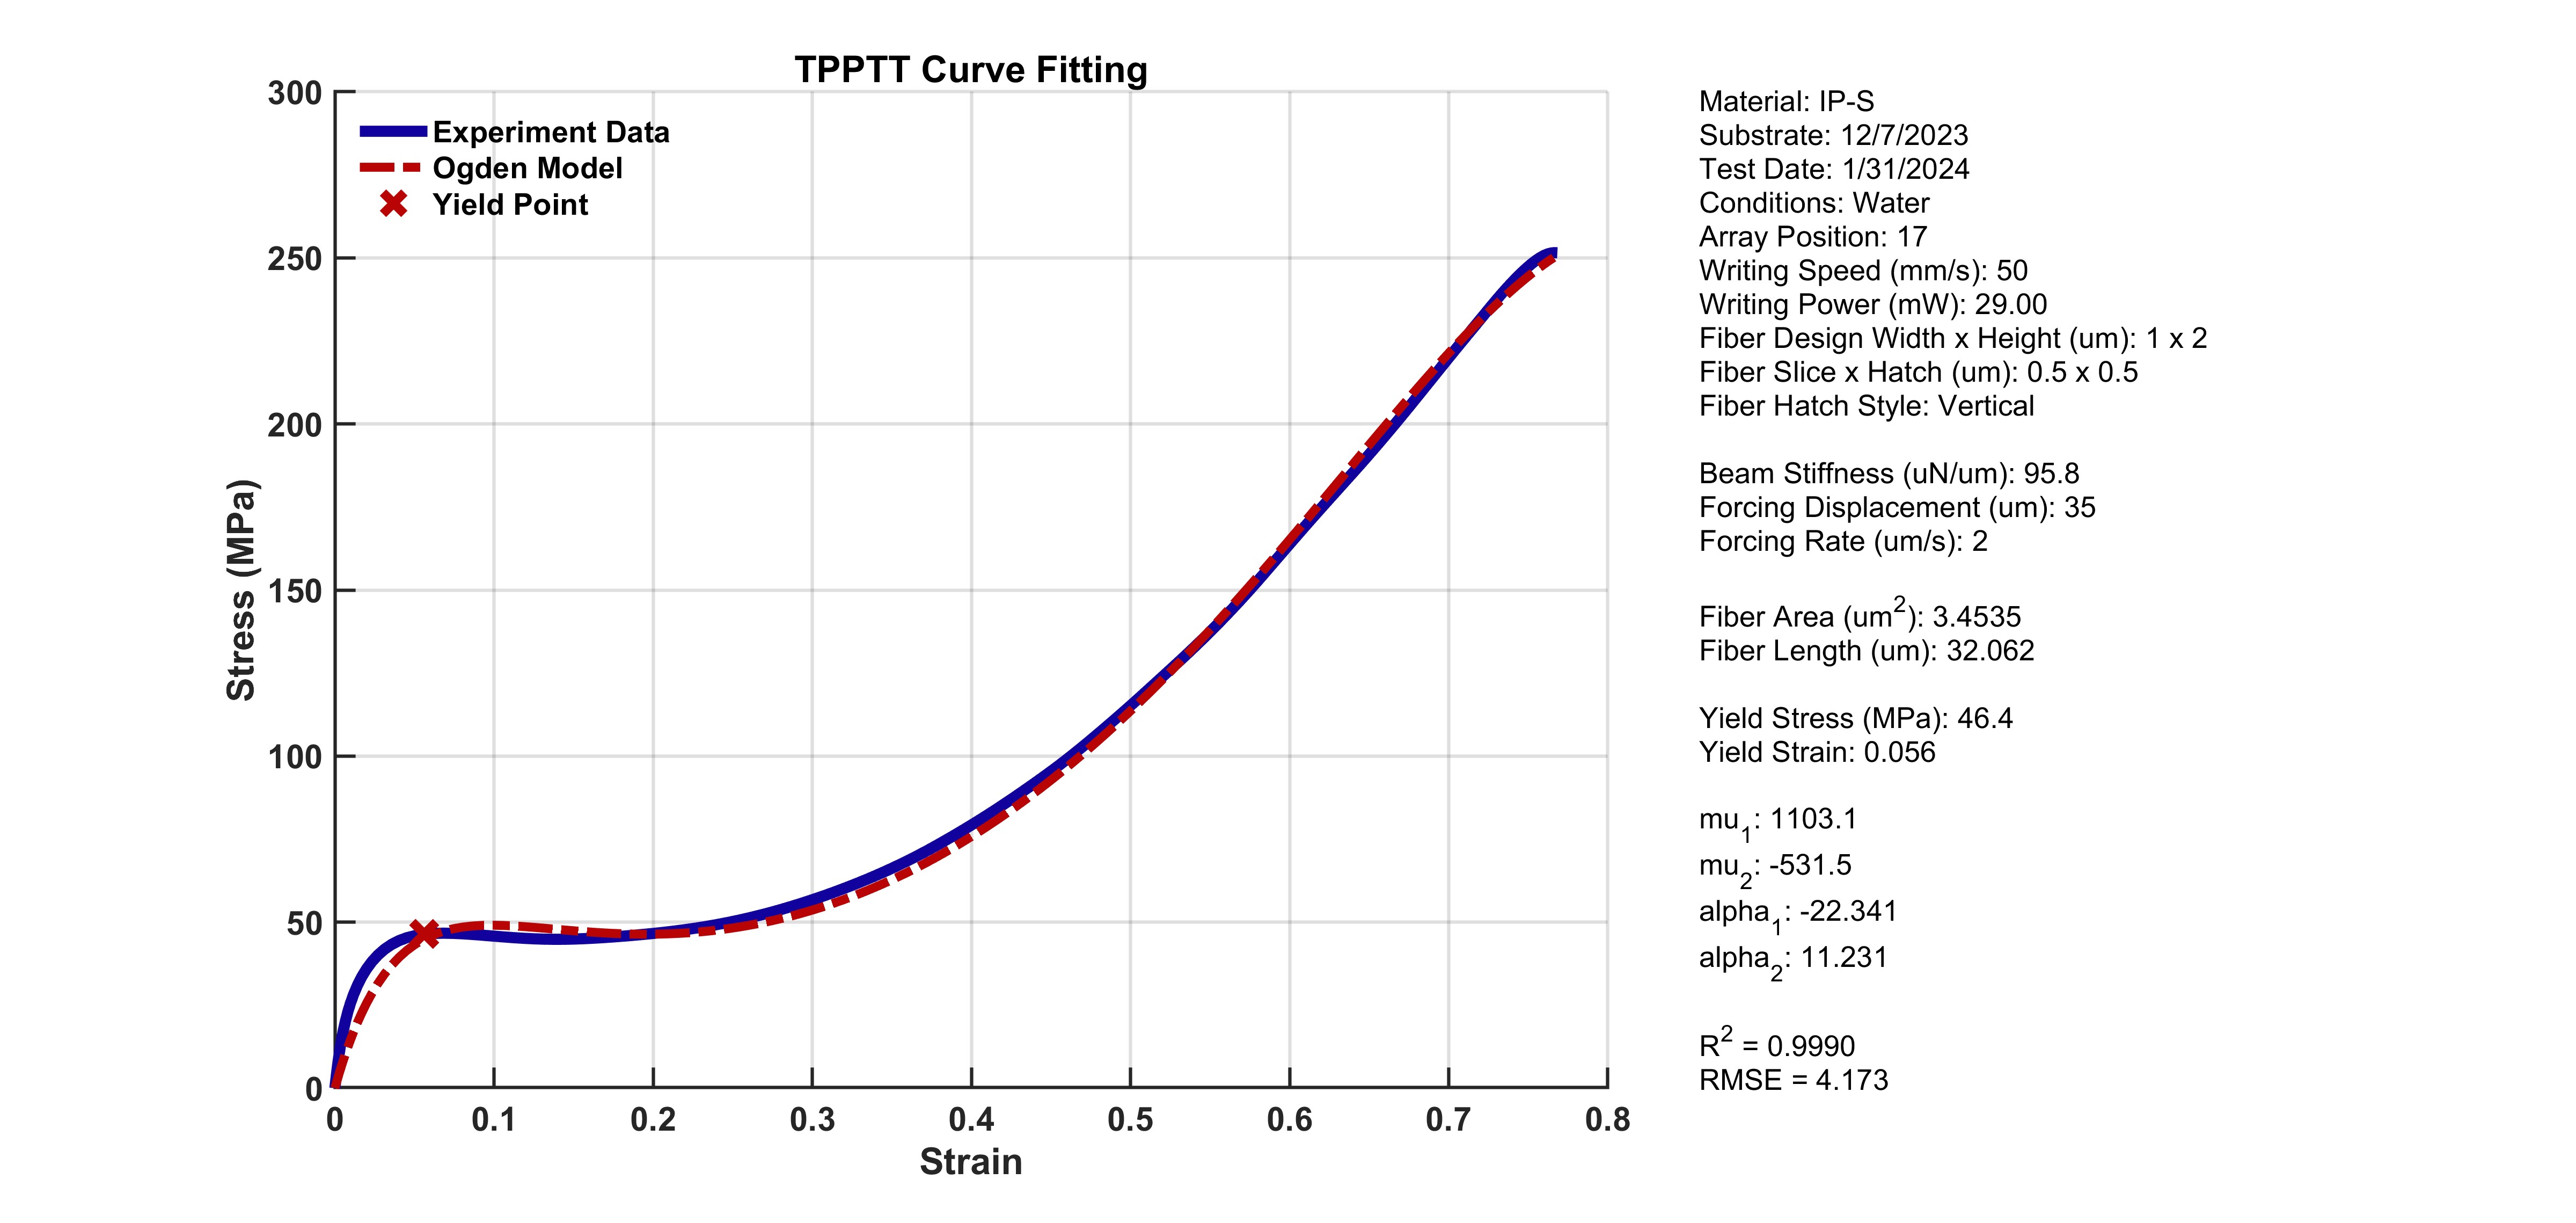 TPPTT Curve Fitting
300
250
200
150
100
50
0
Stress (MPa)
Experiment Data
Ogden Model
Yield Point
0 0.1 0.2 0.3 0.4 0.5 0.6 0.7 0.8
Strain
Material: IP-S
Substrate: 12/7/2023
Test Date: 1/31/2024
Conditions: Water
Array Position: 17
Writing Speed (mm/s): 50
Writing Power (mW): 29.00
Fiber Design Width x Height (um): 1 x 2
Fiber Slice x Hatch (um): 0.5 x 0.5
Fiber Hatch Style: Vertical
Beam Stiffness (uN/um): 95.8
Forcing Displacement (um): 35
Forcing Rate (um/s): 2
Fiber Area (um²): 3.4535
Fiber Length (um): 32.062
Yield Stress (MPa): 46.4
Yield Strain: 0.056
mu₁: 1103.1
mu₂: -531.5
alpha₁: -22.341
alpha₂: 11.231
R² = 0.9990
RMSE = 4.173